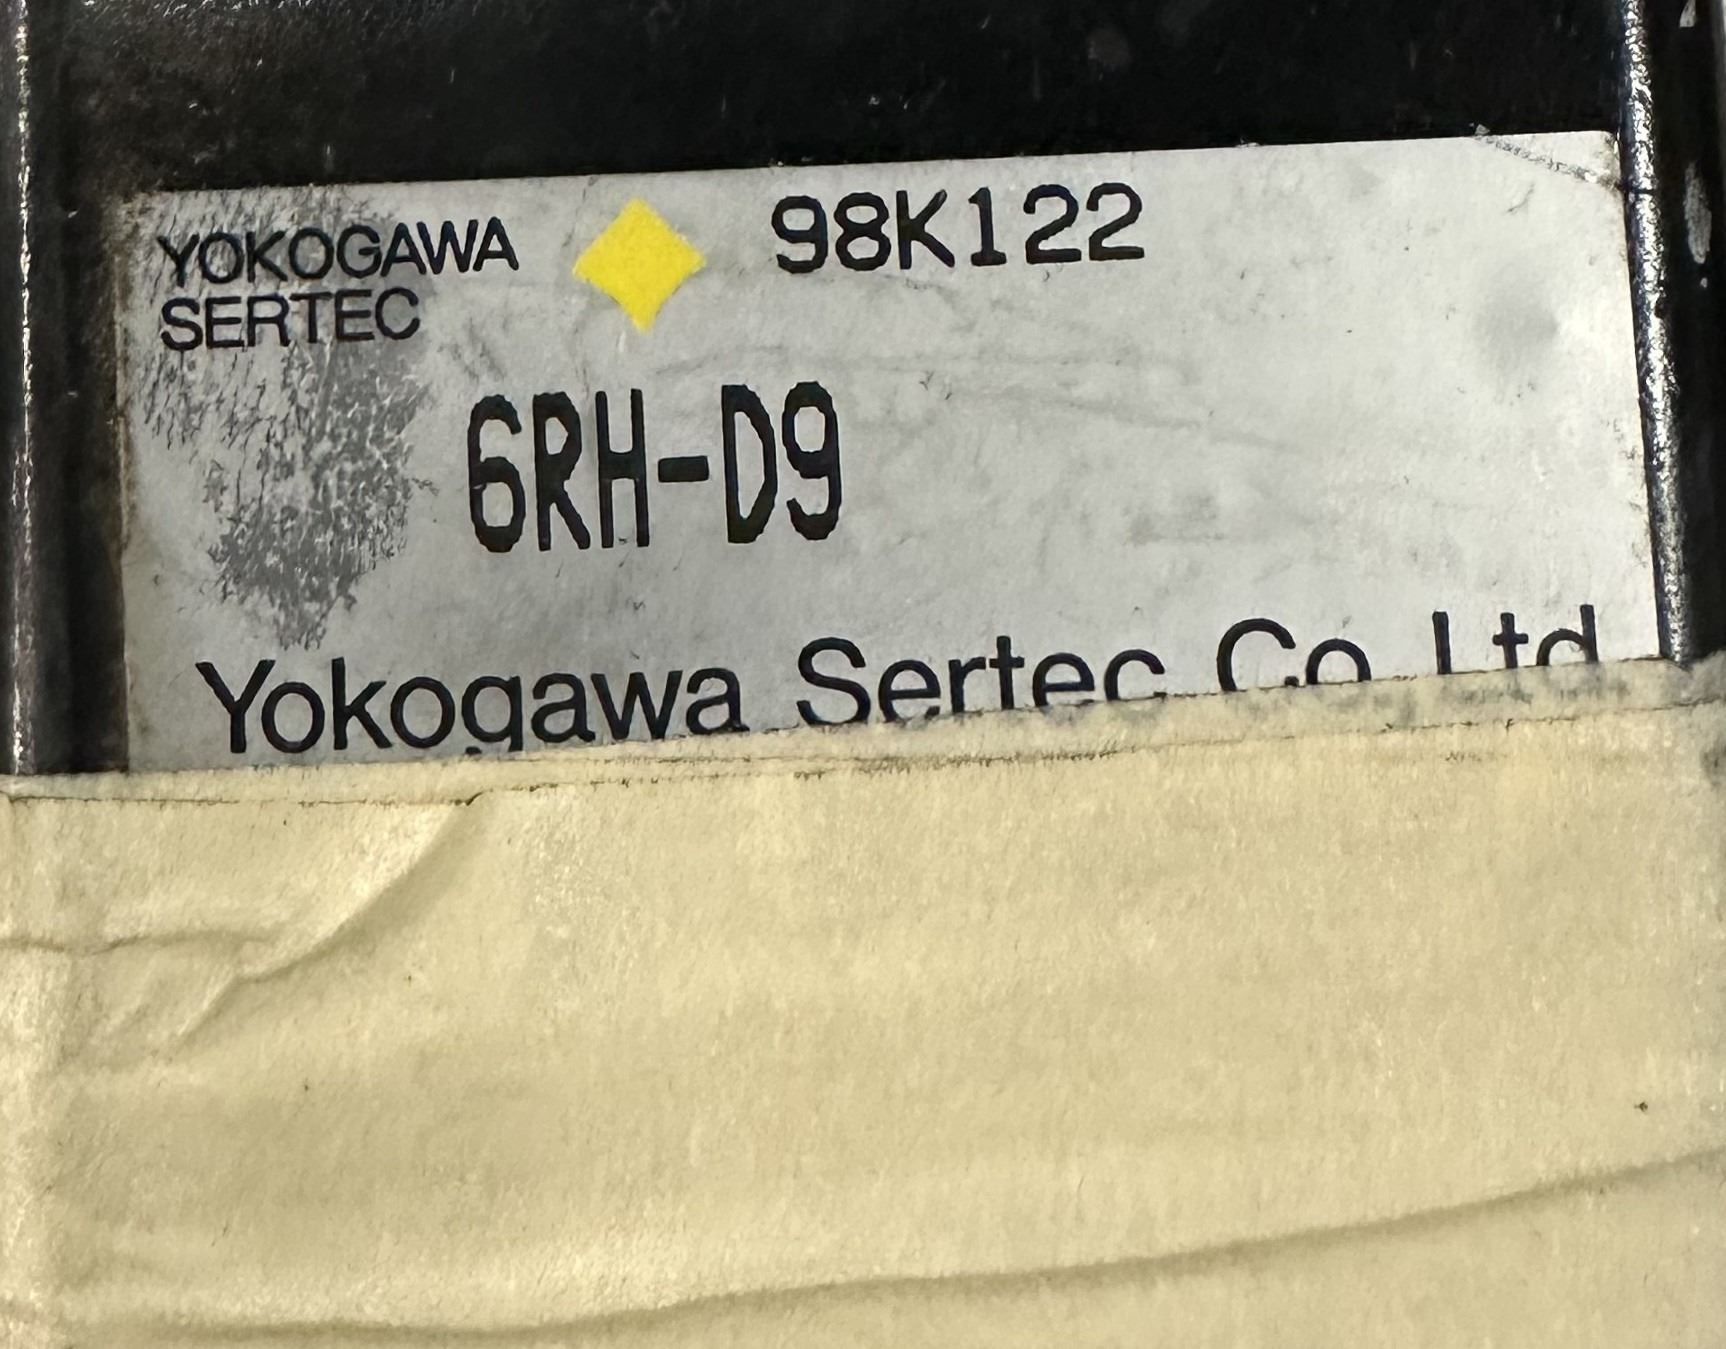 YOKOGAWA
SERTEC
98K122
6RH-D9
Yokogawa Sertec Co Ltd